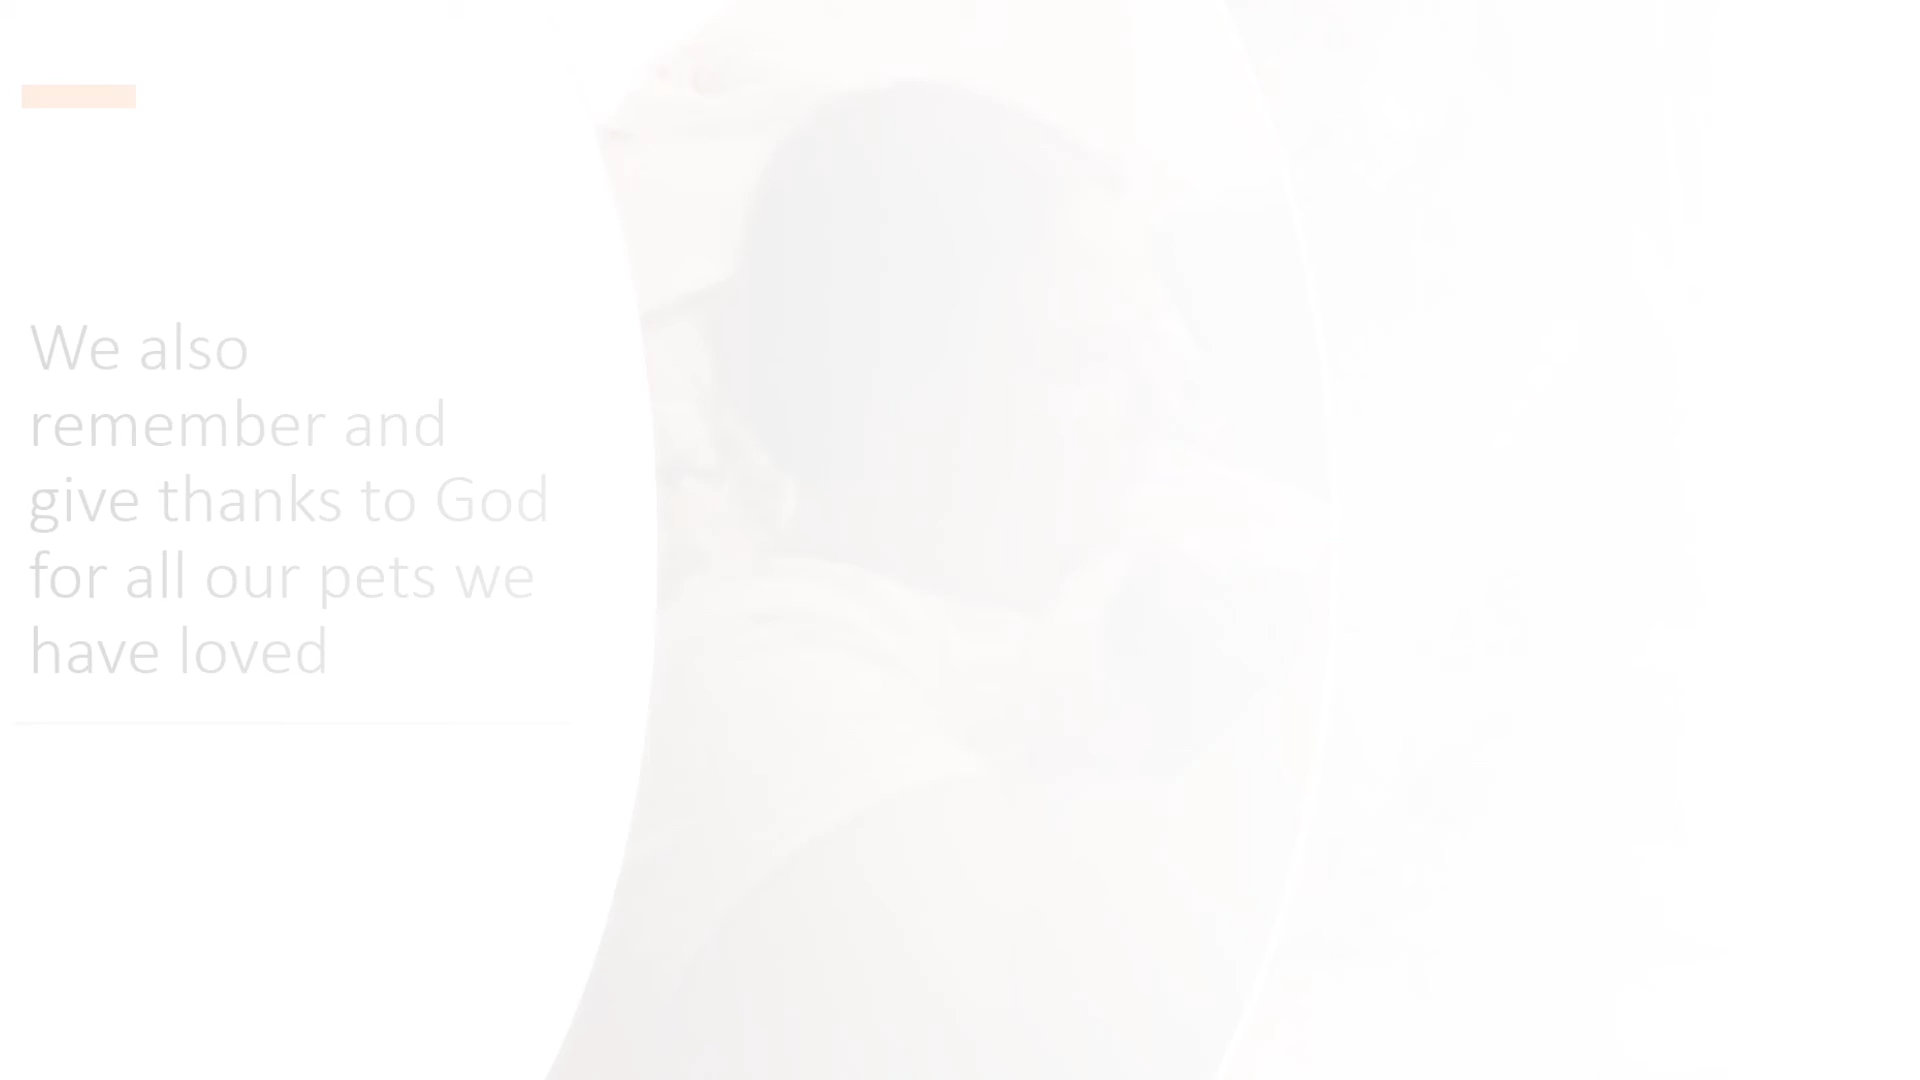 We also
remember and
give thanks to God
for all our pets we
have loved